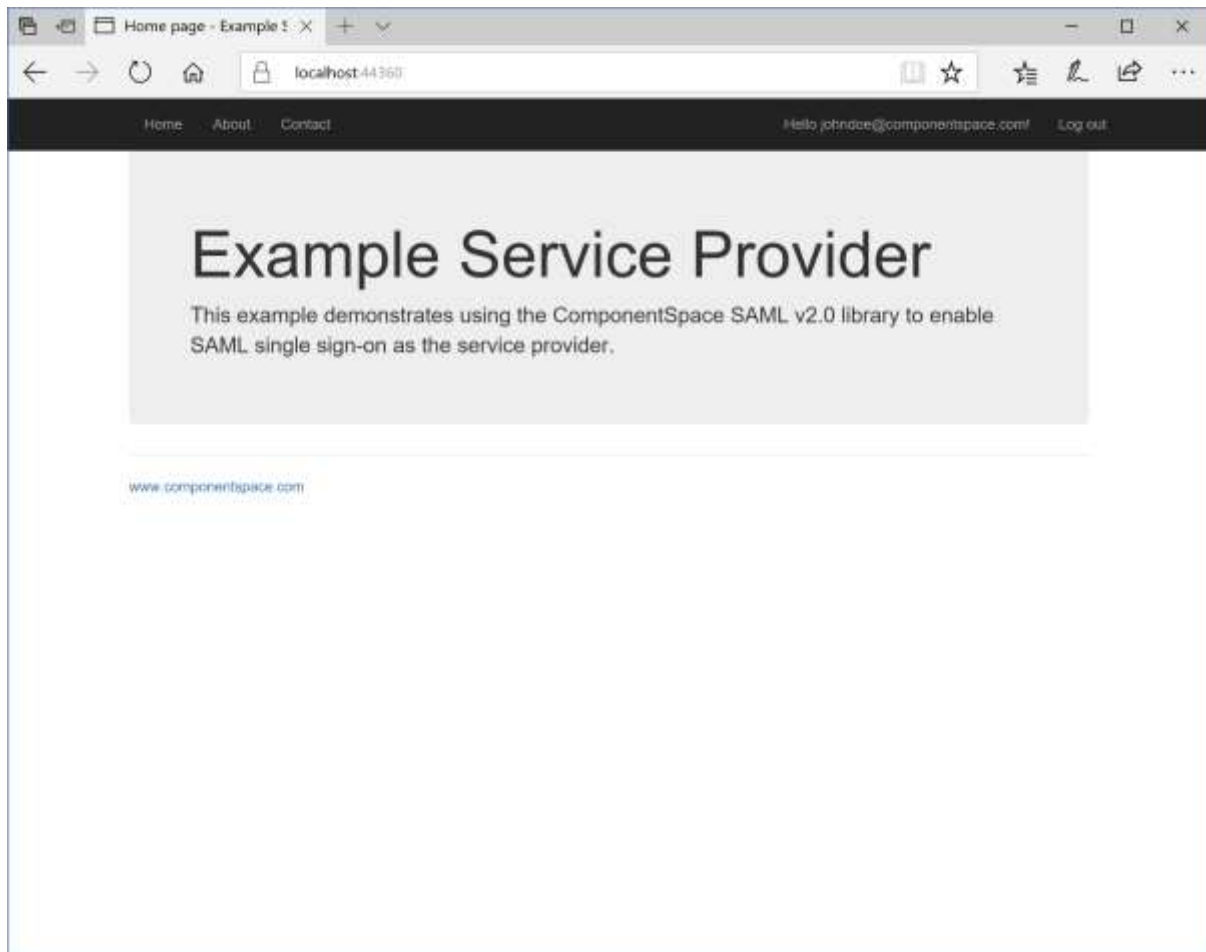 Home page - Example S
localhost:44360
Home About Contact Hello johndoe@componentspace.com! Log out
Example Service Provider
This example demonstrates using the ComponentSpace SAML v2.0 library to enable
SAML single sign-on as the service provider.
www.componentspace.com